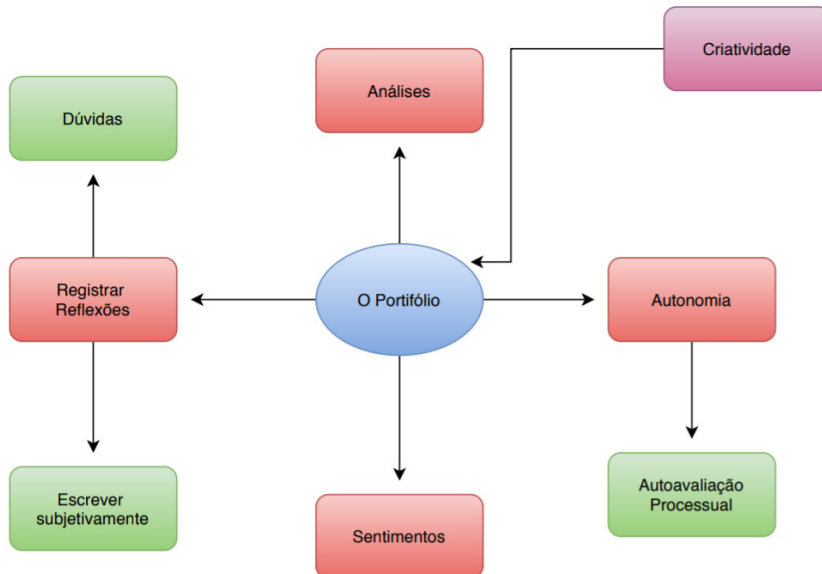 Criatividade
Análises
Dúvidas
Registrar
Reflexões
O Portifólio
Autonomia
Escrever
subjetivamente
Sentimentos
Autoavaliação
Processual